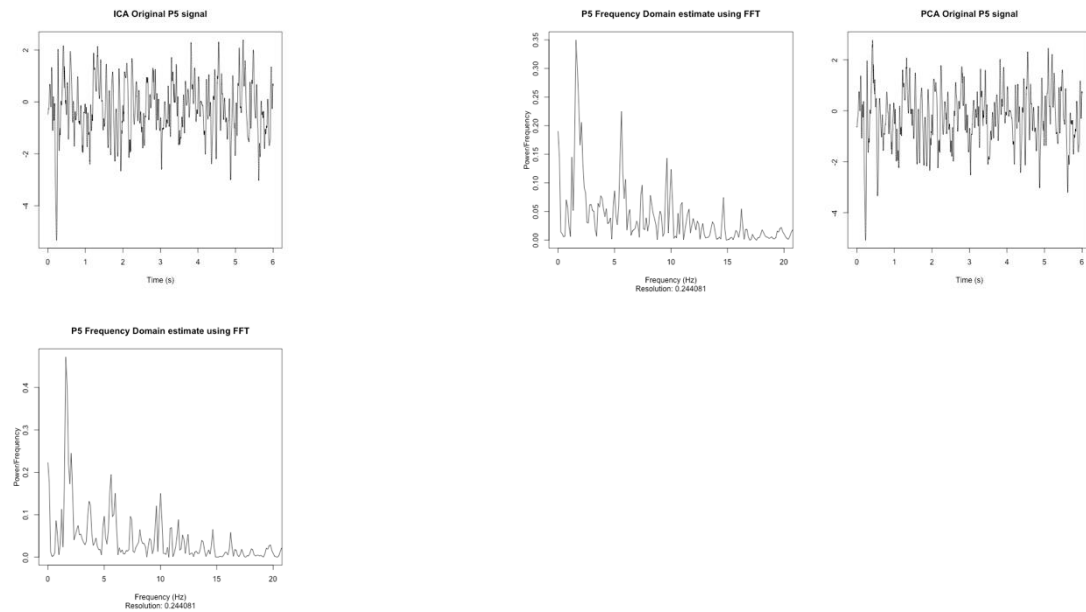 ICA Original P5 signal
2
0
-2
-4
0 1 2 3 4 5 6
Time (s)
P5 Frequency Domain estimate using FFT
Power/Frequency
0.35
0.30
0.25
0.20
0.15
0.10
0.05
0.00
0 5 10 15 20
Frequency (Hz)
Resolution: 0.244081
PCA Original P5 signal
2
0
-2
-4
0 1 2 3 4 5 6
Time (s)
P5 Frequency Domain estimate using FFT
Power/Frequency
0.4
0.3
0.2
0.1
0.0
0 5 10 15 20
Frequency (Hz)
Resolution: 0.244081